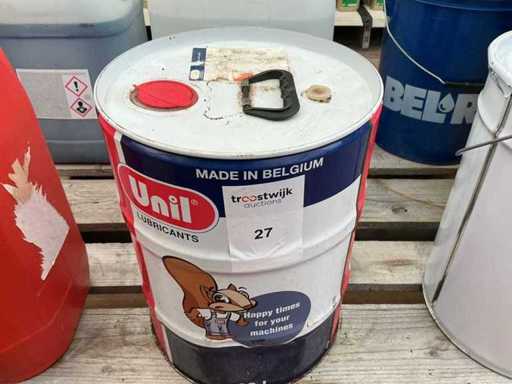 BEL-R
MADE IN BELGIUM
Unil
LUBRICANTS
troostwijk
auctions
27
Happy times
for your
machines